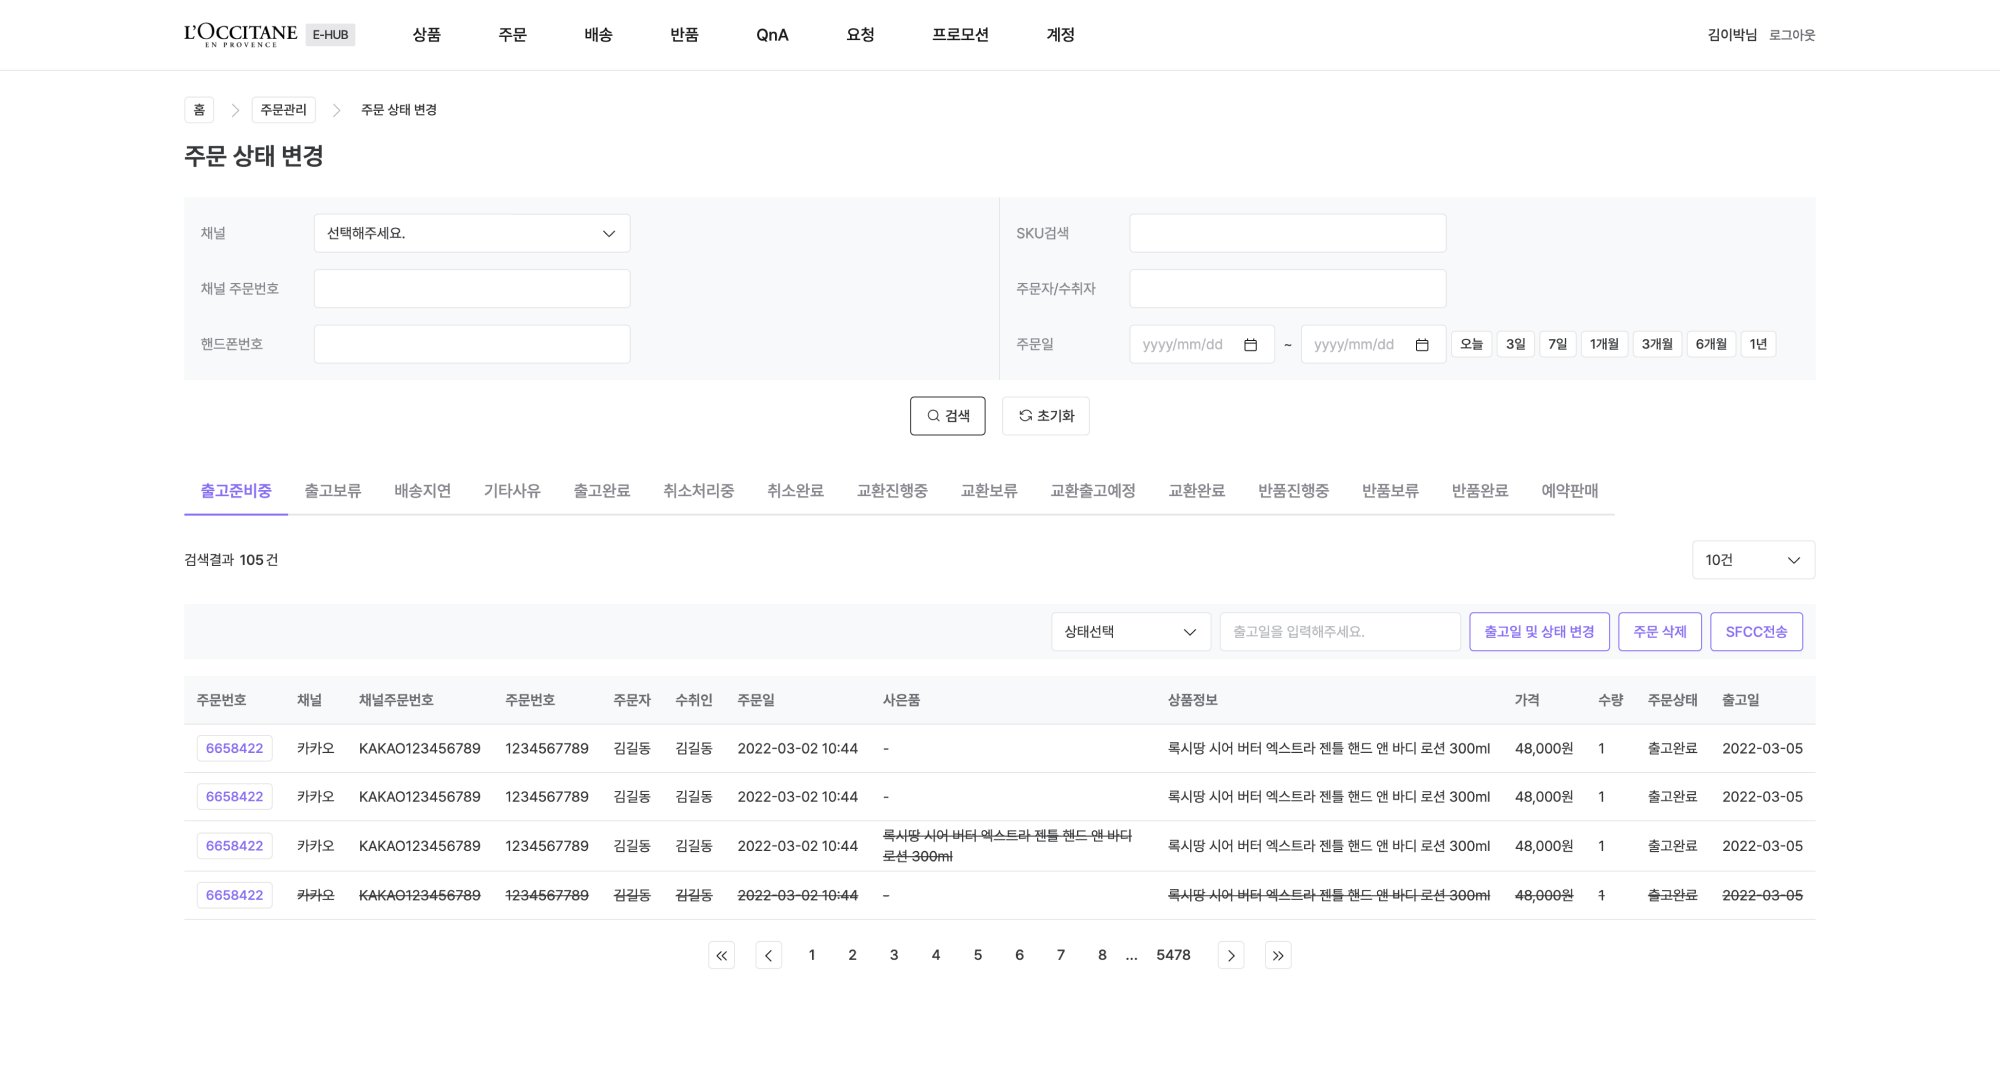 L'OCCITANE EN PROVENCE E-HUB 상품 주문 배송 반품 QnA 요청 프로모션 계정 김이박님 로그아웃
홈 주문관리 주문 상태 변경
주문 상태 변경
채널 선택해주세요. SKU검색
채널 주문번호 주문자/수취자
핸드폰번호 주문일 yyyy/mm/dd ~ yyyy/mm/dd 오늘 3일 7일 1개월 3개월 6개월 1년
검색 초기화
출고준비중 출고보류 배송지연 기타사유 출고완료 취소처리중 취소완료 교환진행중 교환보류 교환출고예정 교환완료 반품진행중 반품보류 반품완료 예약판매
검색결과 105 건 10건
상태선택 출고일을 입력해주세요. 출고일 및 상태 변경 주문 삭제 SFCC전송
주문번호 채널 채널주문번호 주문번호 주문자 수취인 주문일 사은품 상품정보 가격 수량 주문상태 출고일
6658422 카카오 KAKAO123456789 1234567789 김길동 김길동 2022-03-02 10:44 - 록시땅 시어 버터 엑스트라 젠틀 핸드 앤 바디 로션 300ml 48,000원 1 출고완료 2022-03-05
6658422 카카오 KAKAO123456789 1234567789 김길동 김길동 2022-03-02 10:44 - 록시땅 시어 버터 엑스트라 젠틀 핸드 앤 바디 로션 300ml 48,000원 1 출고완료 2022-03-05
6658422 카카오 KAKAO123456789 1234567789 김길동 김길동 2022-03-02 10:44 록시땅 시어 버터 엑스트라 젠틀 핸드 앤 바디 로션 300ml 록시땅 시어 버터 엑스트라 젠틀 핸드 앤 바디 로션 300ml 48,000원 1 출고완료 2022-03-05
6658422 카카오 KAKAO123456789 1234567789 김길동 김길동 2022-03-02 10:44 - 록시땅 시어 버터 엑스트라 젠틀 핸드 앤 바디 로션 300ml 48,000원 1 출고완료 2022-03-05
1 2 3 4 5 6 7 8 ... 5478